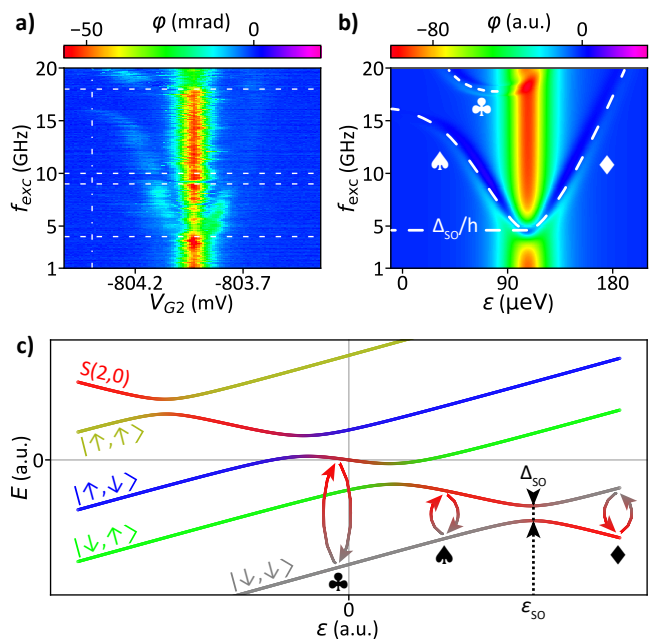 a)
φ (mrad)
−50
0
20
15
10
5
1
f_exc
(GHz)
-804.2
-803.7
V_G2 (mV)
b)
φ (a.u.)
−80
0
20
15
10
5
1
f_exc
(GHz)
♣
♠
♦
Δ_SO/h
0
90
180
ε (μeV)
c)
S(2,0)
|↑,↑⟩
|↑,↓⟩
|↓,↑⟩
|↓,↓⟩
E (a.u.)
0
Δ_SO
♣
♠
♦
0
ε_SO
ε (a.u.)